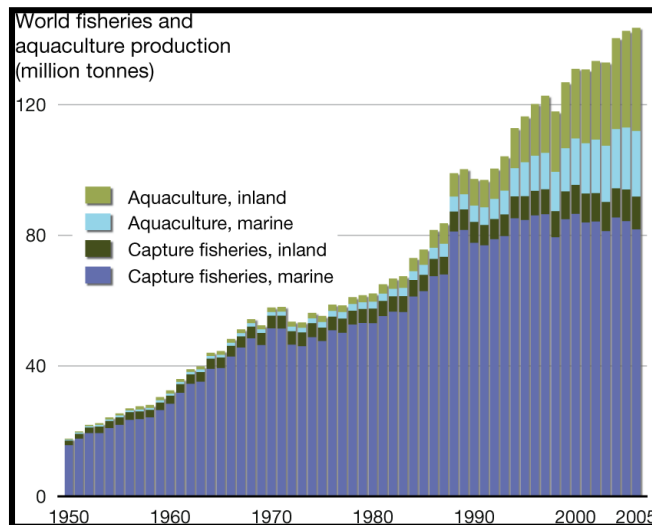 World fisheries and
aquaculture production
(million tonnes)
120
Aquaculture, inland
Aquaculture, marine
80
Capture fisheries, inland
Capture fisheries, marine
40
0
1950 1960 1970 1980 1990 2000 2005